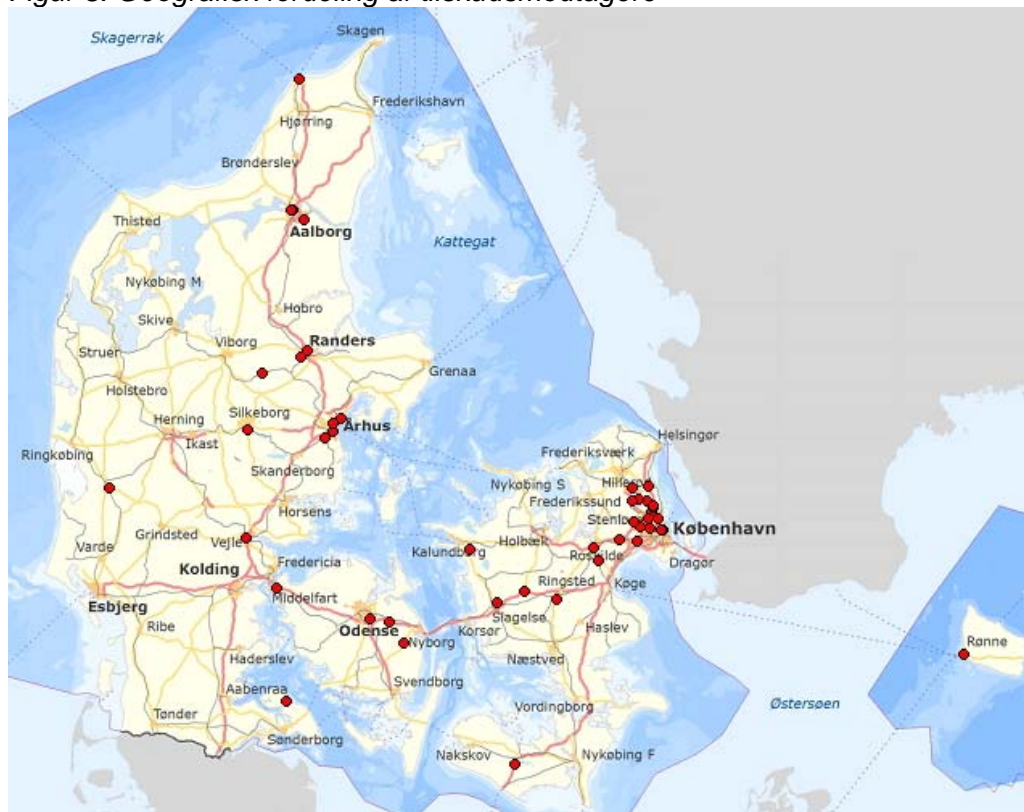 Figur 3. Geografisk fordeling af tilskudsmodtagere
Skagen
Skagerrak
Frederikshavn
Hjørring
Brønderslev
Thisted
Aalborg
Kattegat
Nykøbing M
Hobro
Skive
Randers
Viborg
Struer
Grenaa
Holstebro
Silkeborg
Herning
Århus
Ikast
Helsingør
Ringkøbing
Frederiksværk
Skanderborg
Hillerød
Nykøbing S
Frederikssund
Horsens
Stenlø
København
Grindsted
Holbæk
Vejle
Varde
Kalundborg
Roskilde
Fredericia
Dragør
Kolding
Ringsted
Køge
Middelfart
Esbjerg
Slagelse
Ribe
Odense
Korsør
Haslev
Nyborg
Rønne
Haderslev
Næstved
Svendborg
Aabenraa
Østersøen
Vordingborg
Tønder
Sønderborg
Nakskov
Nykøbing F